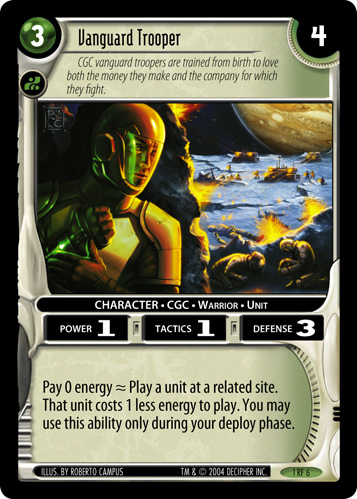 3 Vanguard Trooper 4
CGC vanguard troopers are trained from birth to love
both the money they make and the company for which
they fight.
CHARACTER • CGC • WARRIOR • UNIT
POWER 1 TACTICS 1 DEFENSE 3
Pay 0 energy ≈ Play a unit at a related site.
That unit costs 1 less energy to play. You may
use this ability only during your deploy phase.
ILLUS. BY ROBERTO CAMPUS TM & © 2004 DECIPHER INC. 1 RF 6